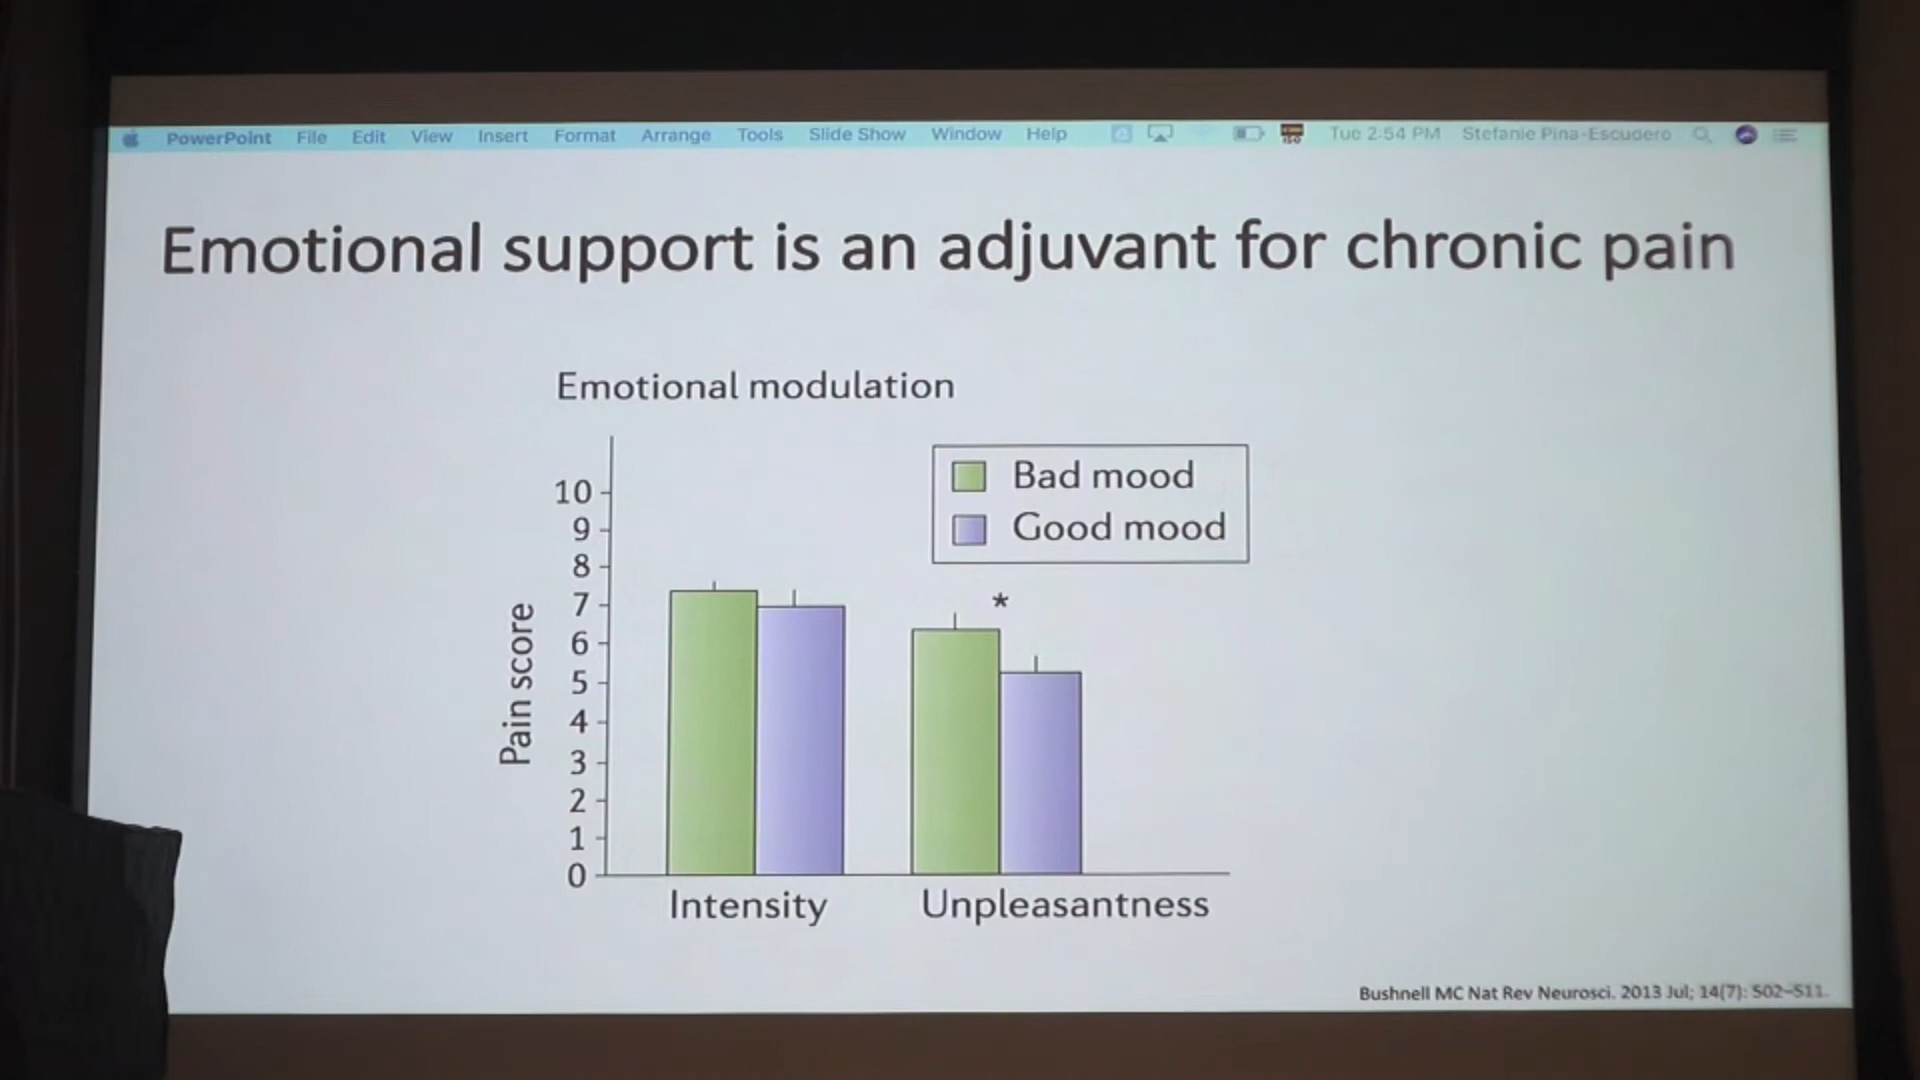 PowerPoint File Edit View Insert Format Arrange Tools Slide Show Window Help Tue 2:54 PM Stefanie Pina-Escudero
Emotional support is an adjuvant for chronic pain
Emotional modulation
Bad mood
Good mood
10
9
8
7
6
5
4
3
2
1
0
Pain score
*
Intensity Unpleasantness
Bushnell MC Nat Rev Neurosci. 2013 Jul; 14(7): 502–511.